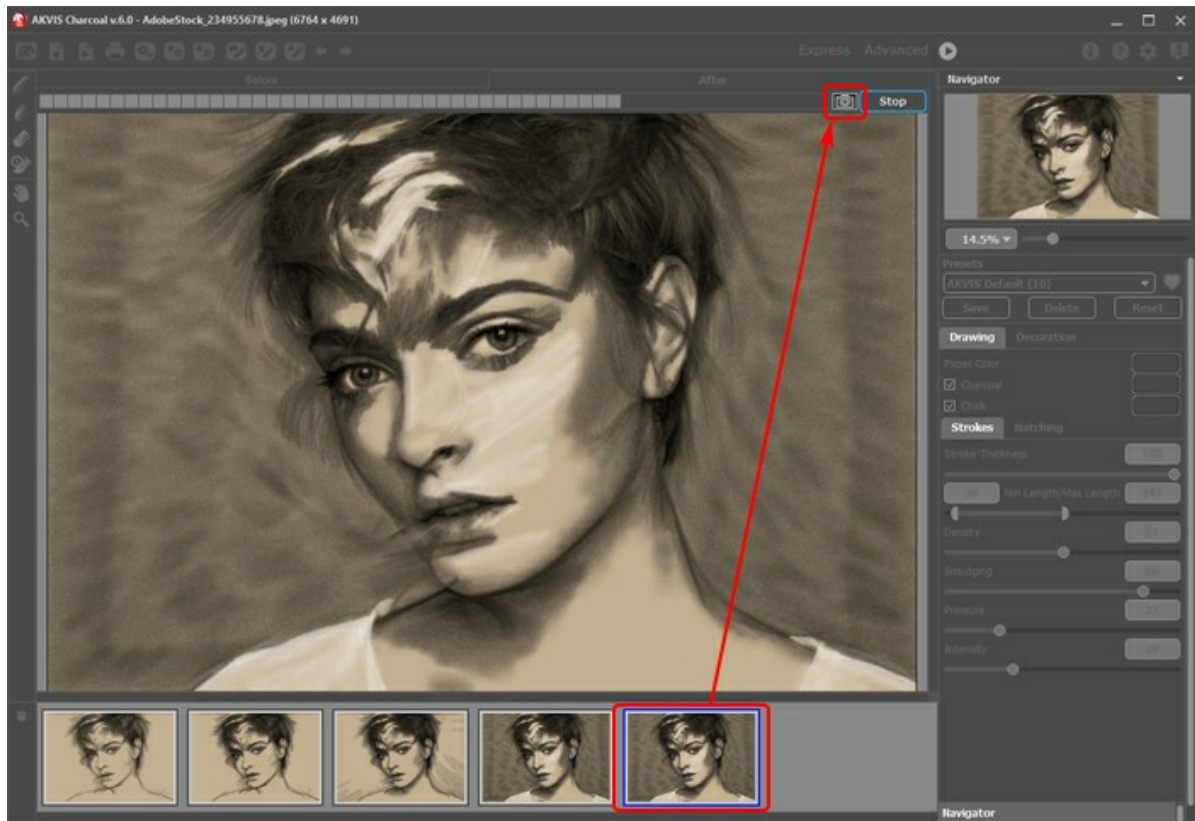 AKVIS Charcoal v.6.0 - AdobeStock_234955678.jpeg (6764 x 4691)
Express Advanced
Before After
Stop
Navigator
14.5%
Presets
AKVIS Default (10)
Save Delete Reset
Drawing Decoration
Paper Color
Charcoal
Chalk
Strokes Hatching
Stroke Thickness
Min Length/Max Length
Density
Smudging
Pressure
Intensity
Navigator